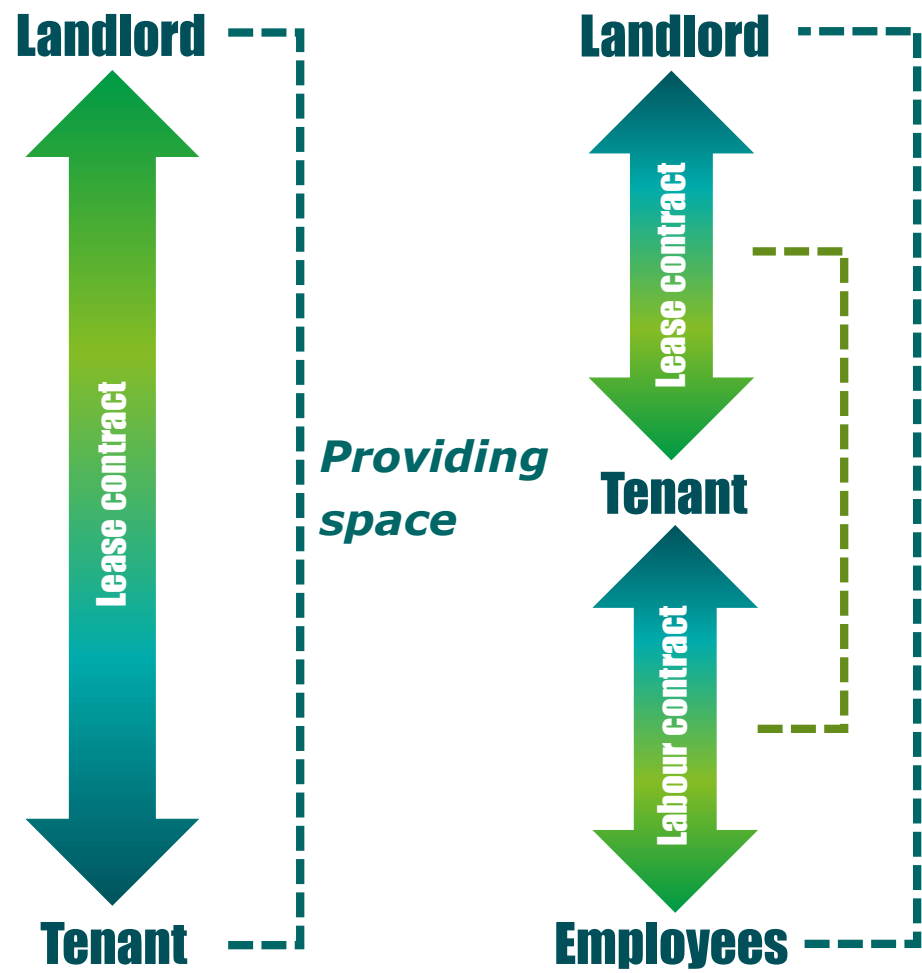 Landlord
Lease contract
Tenant
Providing
space
Landlord
Lease contract
Tenant
Labour contract
Employees